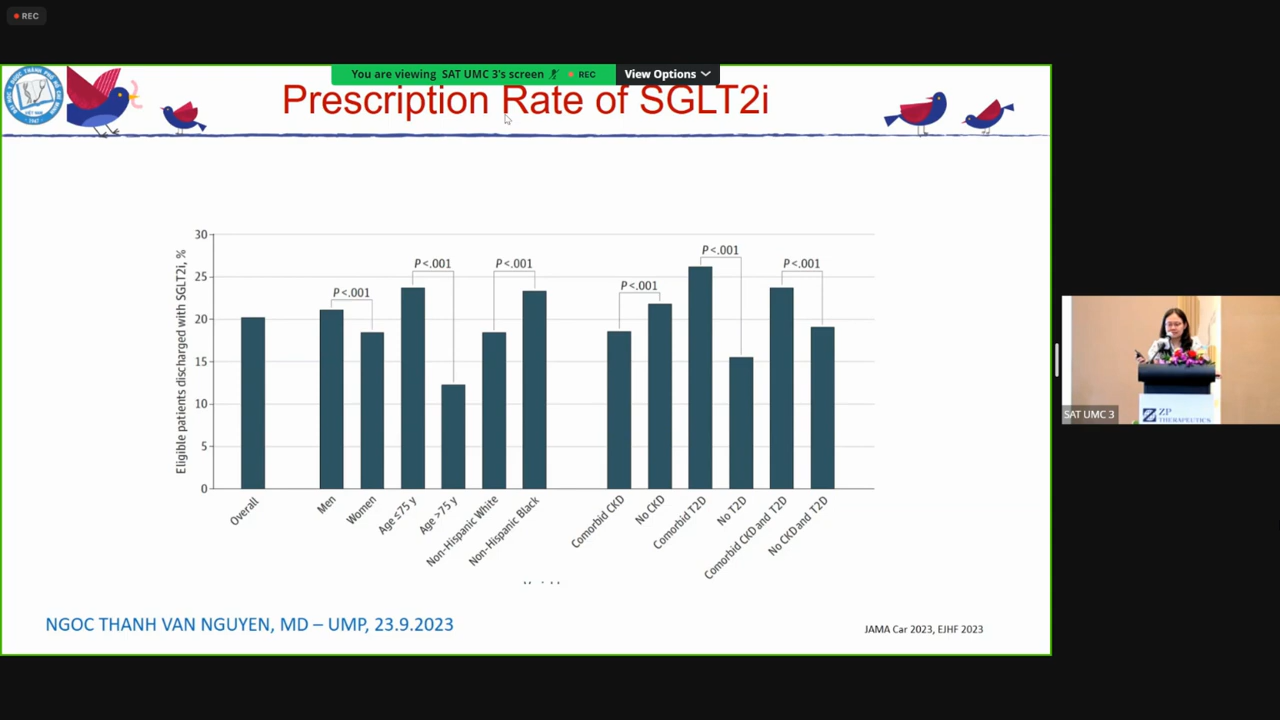 REC
You are viewing SAT UMC 3's screen
REC
View Options
Prescription Rate of SGLT2i
Eligible patients discharged with SGLT2i, %
30
25
20
15
10
5
0
P<.001
P<.001
P<.001
P<.001
P<.001
P<.001
Overall
Men
Women
Age ≤75 y
Age >75 y
Non-Hispanic White
Non-Hispanic Black
Comorbid CKD
No CKD
Comorbid T2D
No T2D
Comorbid CKD and T2D
No CKD and T2D
NGOC THANH VAN NGUYEN, MD – UMP, 23.9.2023
JAMA Car 2023, EJHF 2023
SAT UMC 3
ZP
THERAPEUTICS